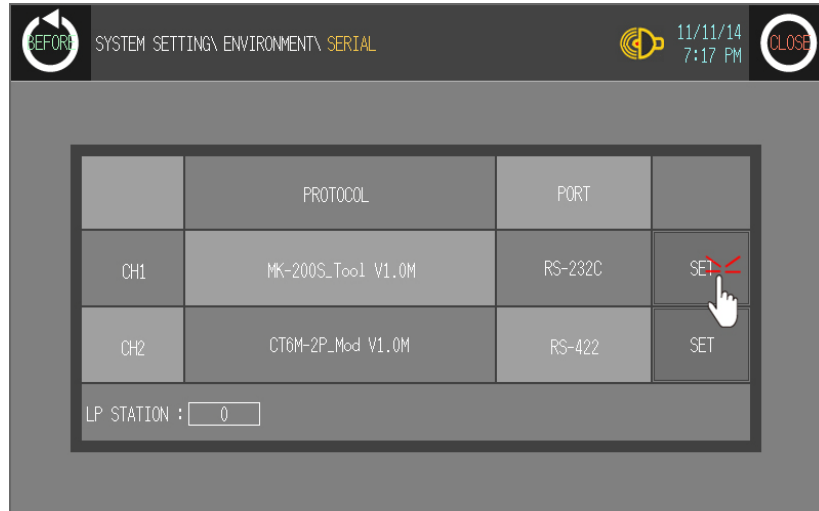 BEFORE SYSTEM SETTING\ ENVIRONMENT\ SERIAL 11/11/14 CLOSE
7:17 PM
PROTOCOL PORT
CH1 MK-200S_Tool V1.0M RS-232C SET
CH2 CT6M-2P_Mod V1.0M RS-422 SET
LP STATION : 0